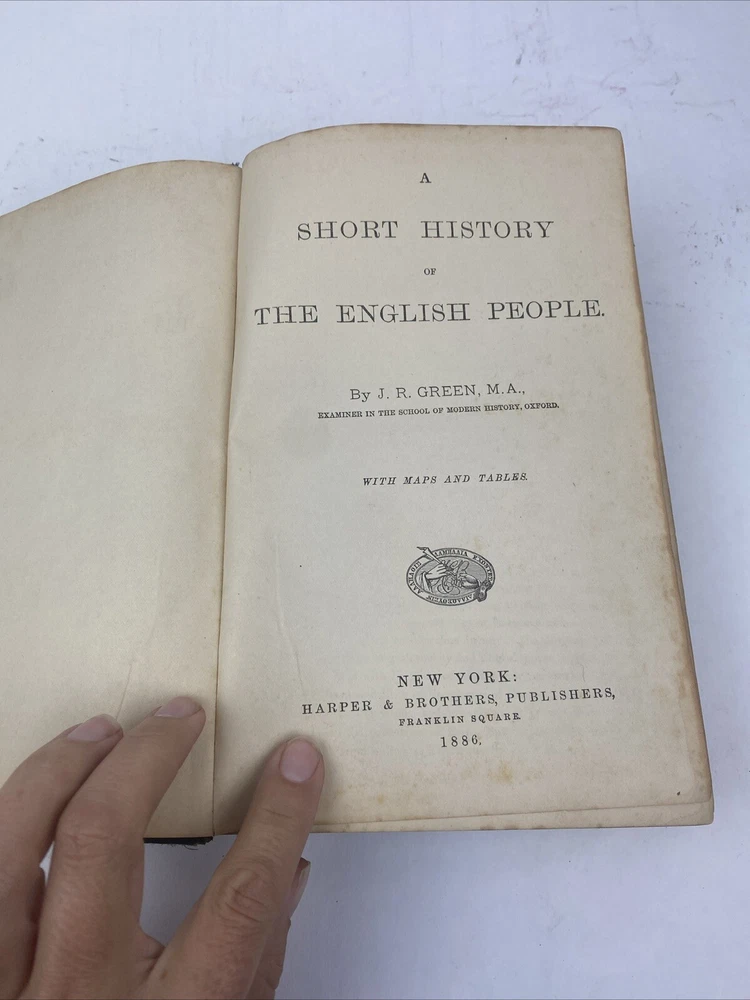 A
SHORT HISTORY
OF
THE ENGLISH PEOPLE.
By J. R. GREEN, M.A.,
EXAMINER IN THE SCHOOL OF MODERN HISTORY, OXFORD.
WITH MAPS AND TABLES.
NEW YORK:
HARPER & BROTHERS, PUBLISHERS,
FRANKLIN SQUARE.
1886.